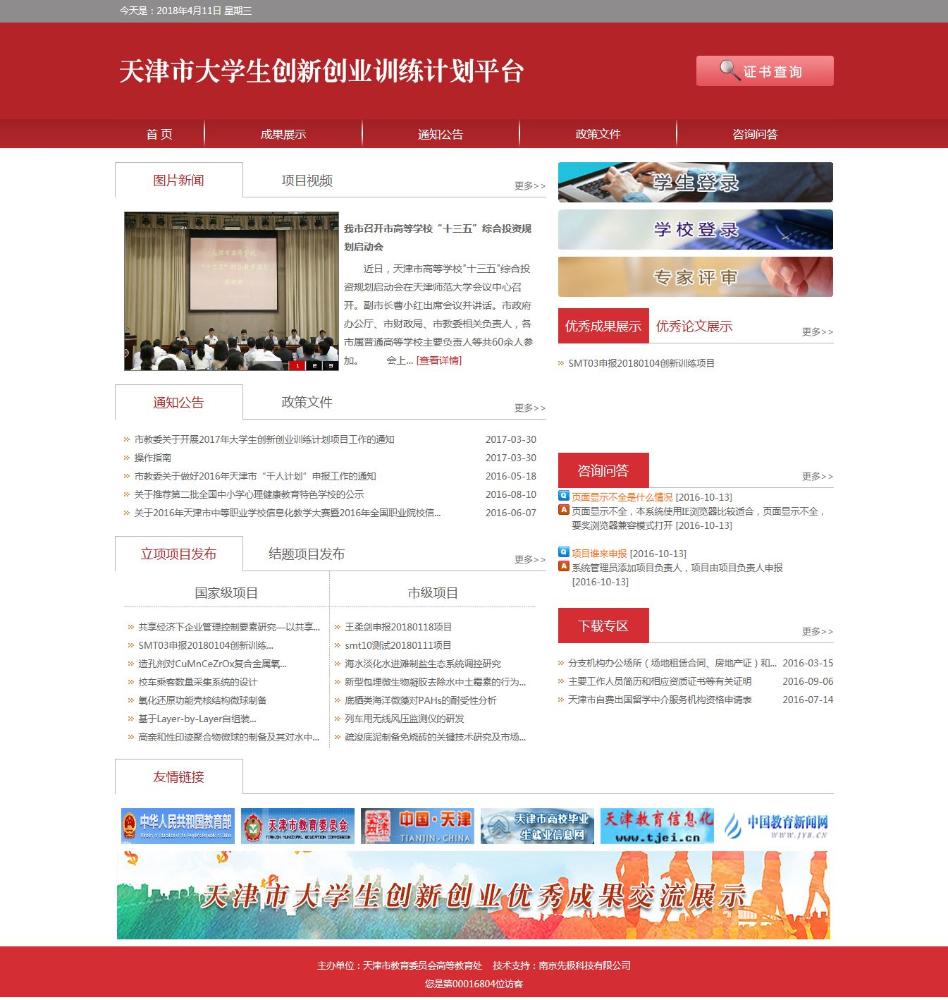 今天是：2018年4月11日 星期三
天津市大学生创新创业训练计划平台
证书查询
首 页
成果展示
通知公告
政策文件
咨询问答
图片新闻
项目视频
更多>>
天津市高等学校
“十三五”综合投资规划
启动会
1 2 3
我市召开市高等学校“十三五”综合投资规
划启动会
近日，天津市高等学校"十三五"综合投
资规划启动会在天津师范大学会议中心召
开。副市长曹小红出席会议并讲话。市政府
办公厅、市财政局、市教委相关负责人，各
市属普通高等学校主要负责人等共60余人参
加。 会上... [查看详情]
通知公告
政策文件
更多>>
市教委关于开展2017年大学生创新创业训练计划项目工作的通知 2017-03-30
操作指南 2017-03-30
市教委关于做好2016年天津市“千人计划”申报工作的通知 2016-05-18
关于推荐第二批全国中小学心理健康教育特色学校的公示 2016-08-10
关于2016年天津市中等职业学校信息化教学大赛暨2016年全国职业院校信... 2016-06-07
立项项目发布
结题项目发布
更多>>
国家级项目
共享经济下企业管理控制要素研究—以共享...
SMT03申报20180104创新训练...
造孔剂对CuMnCeZrOx复合金属氧...
校车乘客数量采集系统的设计
氧化还原功能壳核结构微球制备
基于Layer-by-Layer自组装...
高亲和性印迹聚合物微球的制备及其对水中...
市级项目
王柔剑申报20180118项目
smt10测试20180111项目
海水淡化水进滩制盐生态系统调控研究
新型包埋微生物凝胶去除水中土霉素的行为...
底栖类海洋微藻对PAHs的耐受性分析
列车用无线风压监测仪的研发
疏浚底泥制备免烧砖的关键技术研究及市场...
学生登录
学校登录
专家评审
优秀成果展示
优秀论文展示
更多>>
SMT03申报20180104创新训练项目
咨询问答
更多>>
Q 页面显示不全是什么情况 [2016-10-13]
A 页面显示不全，本系统使用IE浏览器比较适合，页面显示不全，
要奖浏览器兼容模式打开 [2016-10-13]
Q 项目谁来申报 [2016-10-13]
A 系统管理员添加项目负责人，项目由项目负责人申报
[2016-10-13]
下载专区
更多>>
分支机构办公场所（场地租赁合同、房地产证）和... 2016-03-15
主要工作人员简历和相应资质证书等有关证明 2016-09-06
天津市自费出国留学中介服务机构资格申请表 2016-07-14
友情链接
中华人民共和国教育部
Ministry of Education of the People's Republic of China
天津市教育委员会
TIANJIN MUNICIPAL EDUCATION COMMISSION
中国·天津
TIANJIN·CHINA
天津市高校毕业
生就业信息网
天津教育信息化
www.tjei.cn
中国教育新闻网
WWW.JYB.CN
天津市大学生创新创业优秀成果交流展示
主办单位：天津市教育委员会高等教育处 技术支持：南京先极科技有限公司
您是第00016804位访客